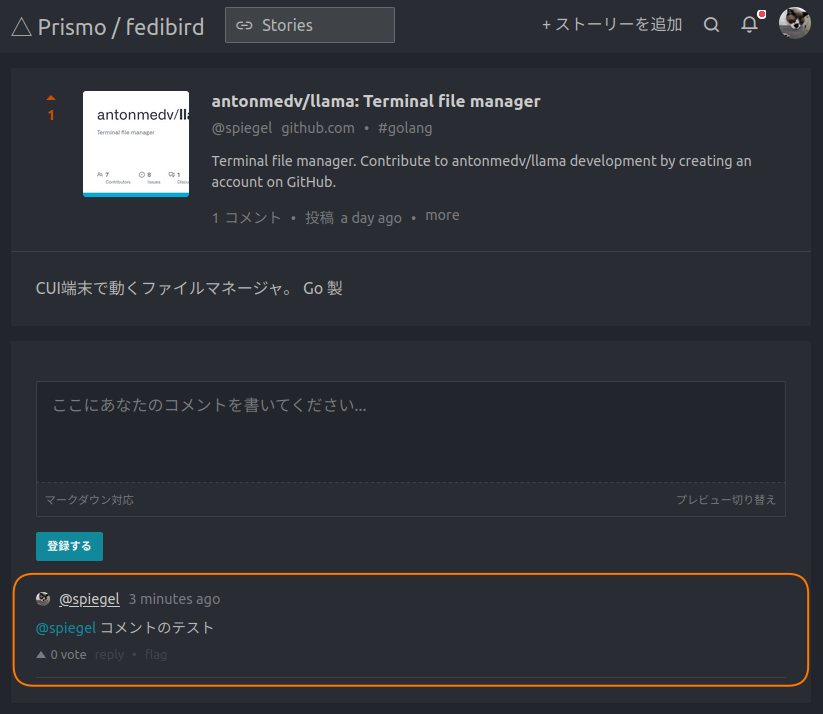 Prismo / fedibird
Stories
+ ストーリーを追加
1
antonmedv/lla
Terminal file manager
7
Contributors
8
Issues
1
antonmedv/llama: Terminal file manager
@spiegel github.com • #golang
Terminal file manager. Contribute to antonmedv/llama development by creating an
account on GitHub.
1 コメント • 投稿 a day ago • more
CUI端末で動くファイルマネージャ。 Go 製
ここにあなたのコメントを書いてください...
マークダウン対応
プレビュー切り替え
登録する
@spiegel 3 minutes ago
@spiegel コメントのテスト
0 vote reply • flag